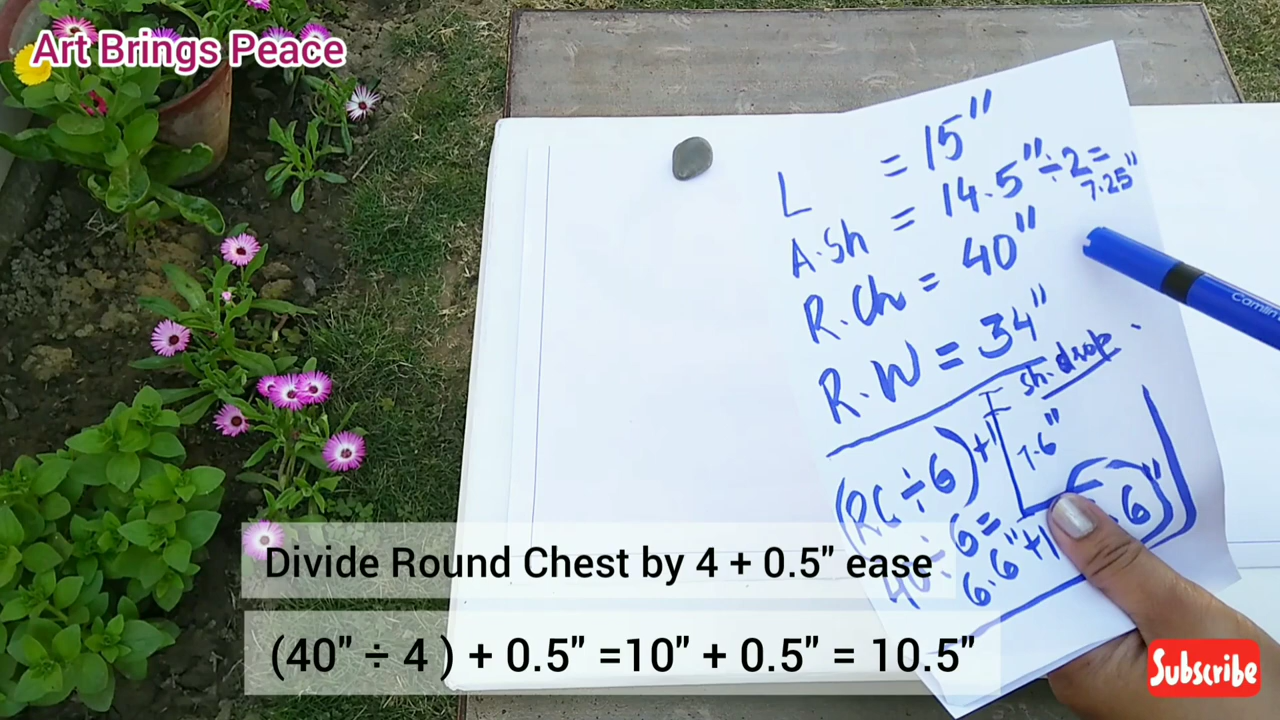 Art Brings Peace
L = 15"
A.Sh = 14.5" ÷ 2 =
7.25"
R.Ch = 40"
R.W = 34"
sh. drop
÷ 6) + 1
7.6"
÷ 6 =
6.6" + 1
6"
Divide Round Chest by 4 + 0.5" ease
(40" ÷ 4 ) + 0.5" =10" + 0.5" = 10.5"
Camlin
Subscribe